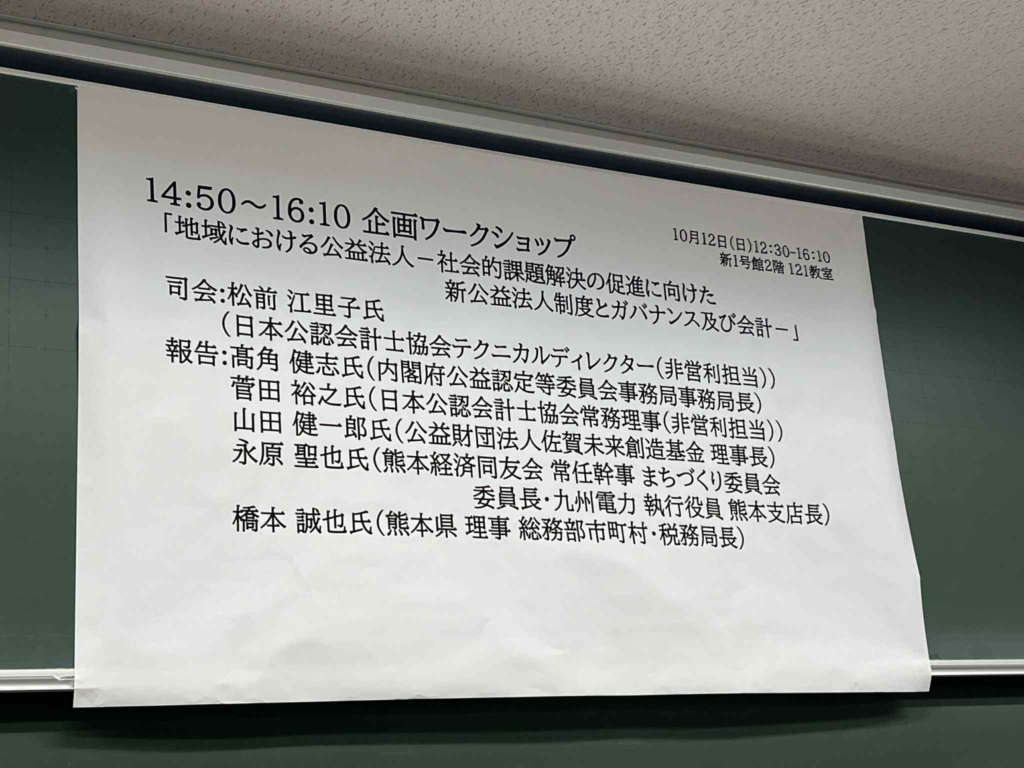 14:50～16:10 企画ワークショップ
10月12日(日)12:30-16:10
新1号館2階 121教室
「地域における公益法人－社会的課題解決の促進に向けた
新公益法人制度とガバナンス及び会計－」
司会:松前 江里子氏
(日本公認会計士協会テクニカルディレクター(非営利担当))
報告:髙角 健志氏(内閣府公益認定等委員会事務局事務局長)
菅田 裕之氏(日本公認会計士協会常務理事(非営利担当))
山田 健一郎氏(公益財団法人佐賀未来創造基金 理事長)
永原 聖也氏(熊本経済同友会 常任幹事 まちづくり委員会
委員長・九州電力 執行役員 熊本支店長)
橋本 誠也氏(熊本県 理事 総務部市町村・税務局長)